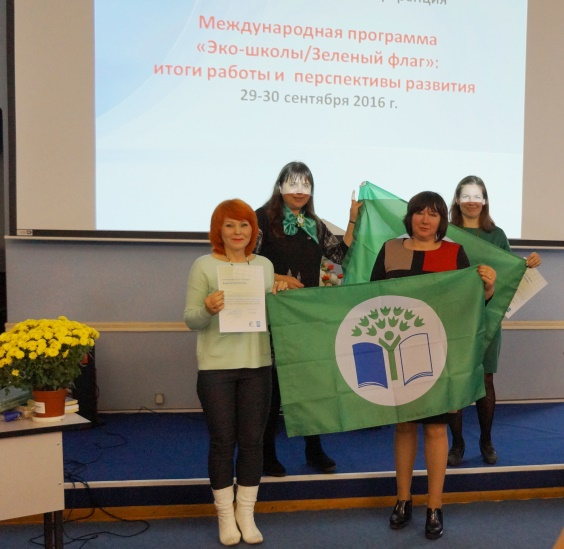 Международная программа
«Эко-школы/Зеленый флаг»:
итоги работы и перспективы развития
29-30 сентября 2016 г.